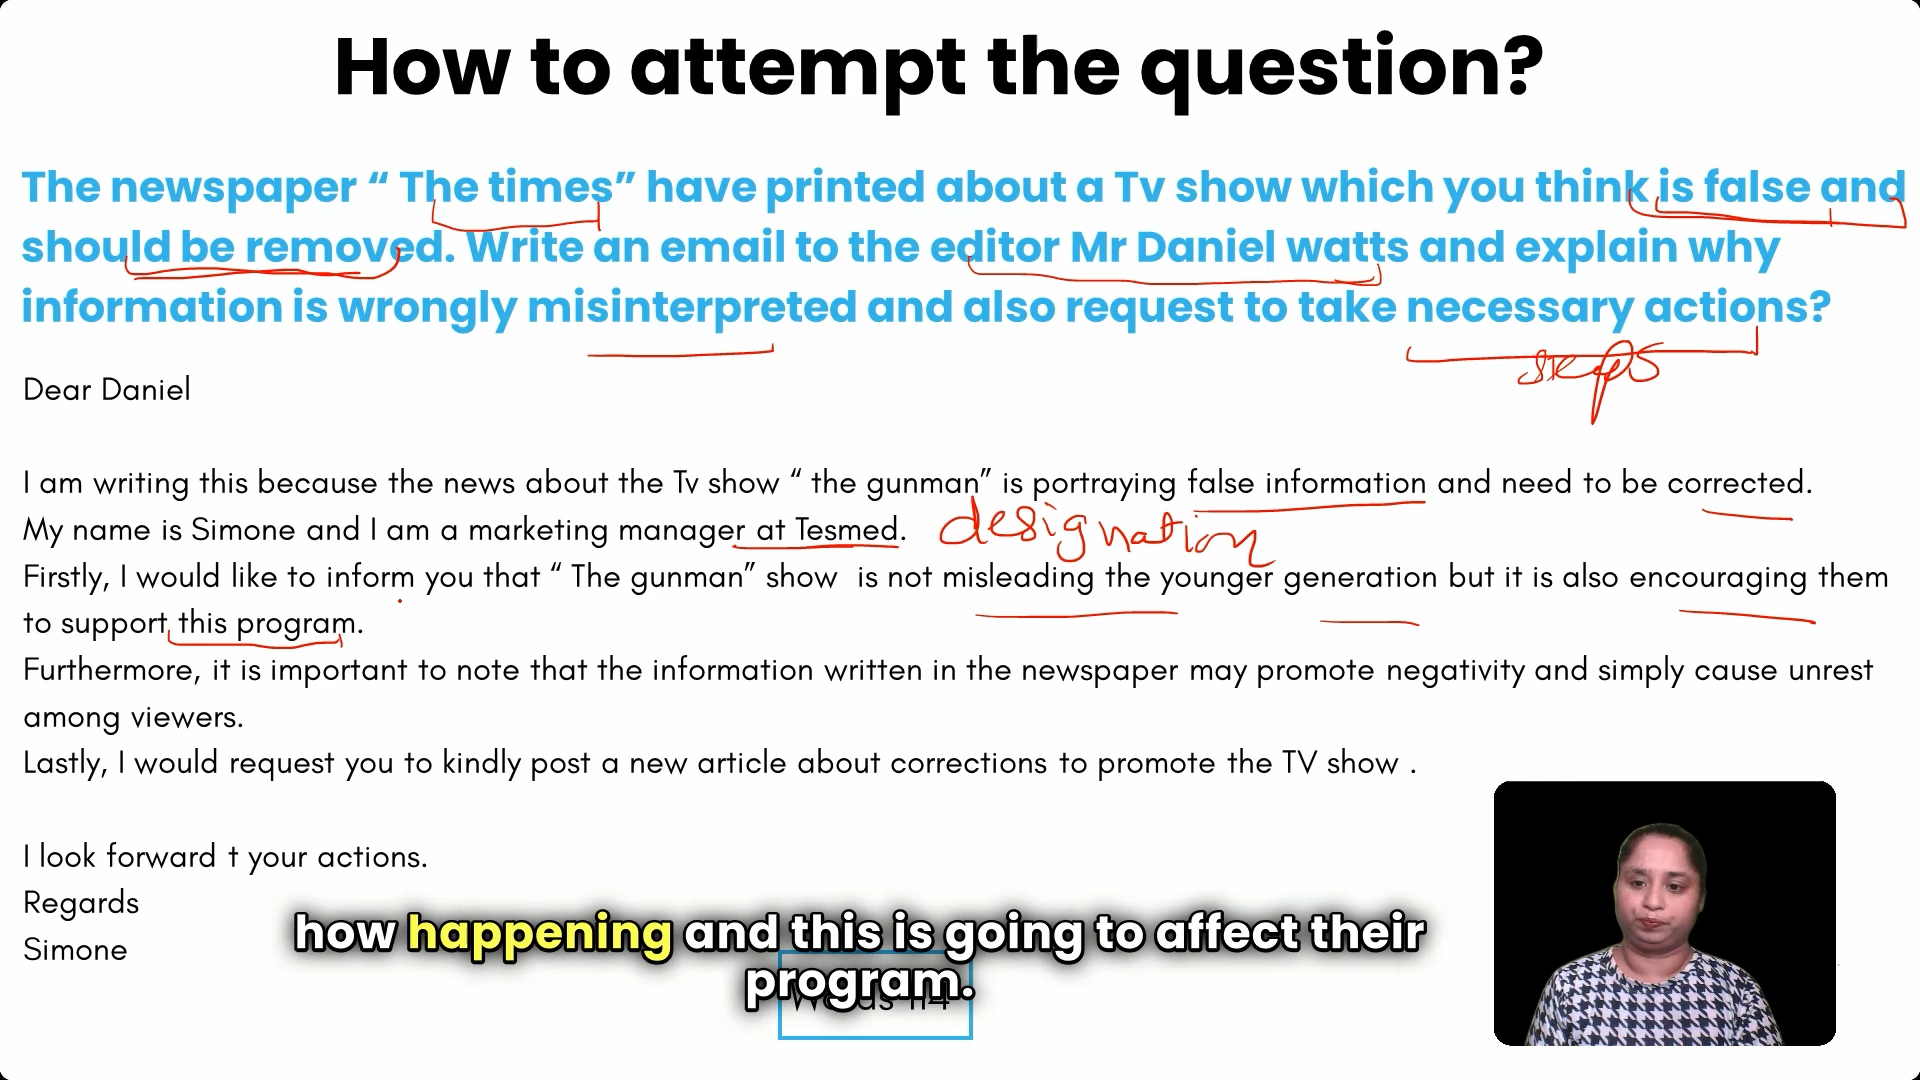 How to attempt the question?
The newspaper “ The times” have printed about a Tv show which you think is false and
should be removed. Write an email to the editor Mr Daniel watts and explain why
information is wrongly misinterpreted and also request to take necessary actions?
steps
Dear Daniel
I am writing this because the news about the Tv show “ the gunman” is portraying false information and need to be corrected.
My name is Simone and I am a marketing manager at Tesmed. designation
Firstly, I would like to inform you that “ The gunman” show is not misleading the younger generation but it is also encouraging them
to support this program.
Furthermore, it is important to note that the information written in the newspaper may promote negativity and simply cause unrest
among viewers.
Lastly, I would request you to kindly post a new article about corrections to promote the TV show .
I look forward t your actions.
Regards
Simone
how happening and this is going to affect their
program.